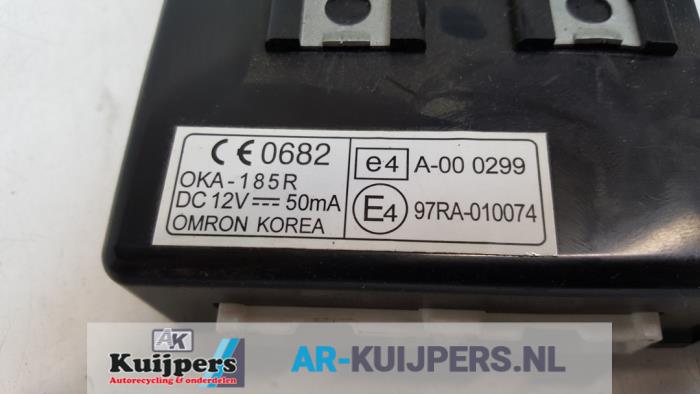 CE 0682
OKA-185R
DC 12V ⎓ 50mA
OMRON KOREA
e4 A-00 0299
E4 97RA-010074
AK
Kuijpers
Autorecycling & onderdelen
AR-KUIJPERS.NL